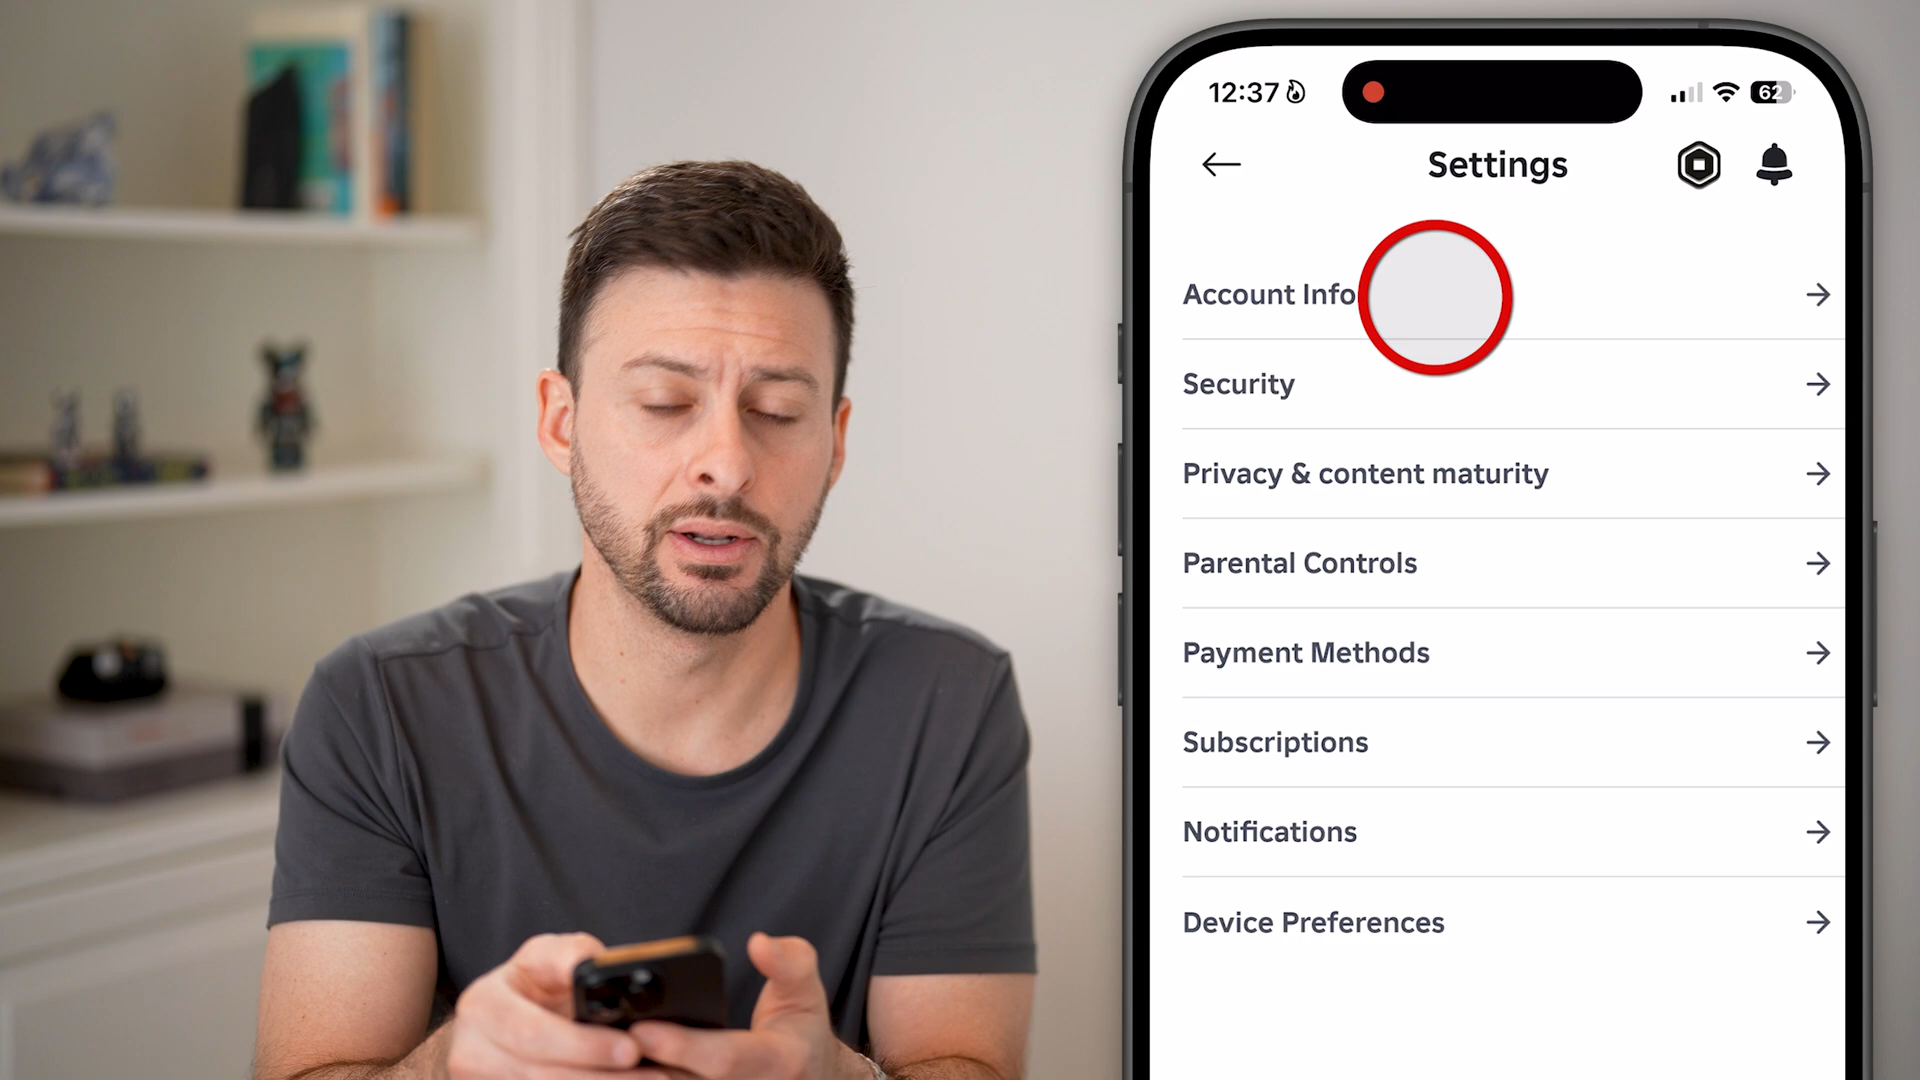 12:37
62
Settings
Account Info
Security
Privacy & content maturity
Parental Controls
Payment Methods
Subscriptions
Notifications
Device Preferences